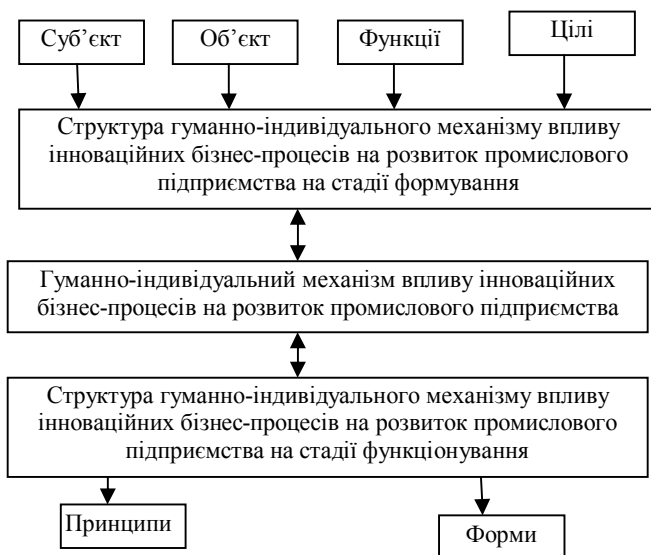 Суб’єкт
Об’єкт
Функції
Цілі
Структура гуманно-індивідуального механізму впливу
інноваційних бізнес-процесів на розвиток промислового
підприємства на стадії формування
Гуманно-індивідуальний механізм впливу інноваційних
бізнес-процесів на розвиток промислового підприємства
Структура гуманно-індивідуального механізму впливу
інноваційних бізнес-процесів на розвиток промислового
підприємства на стадії функціонування
Принципи
Форми